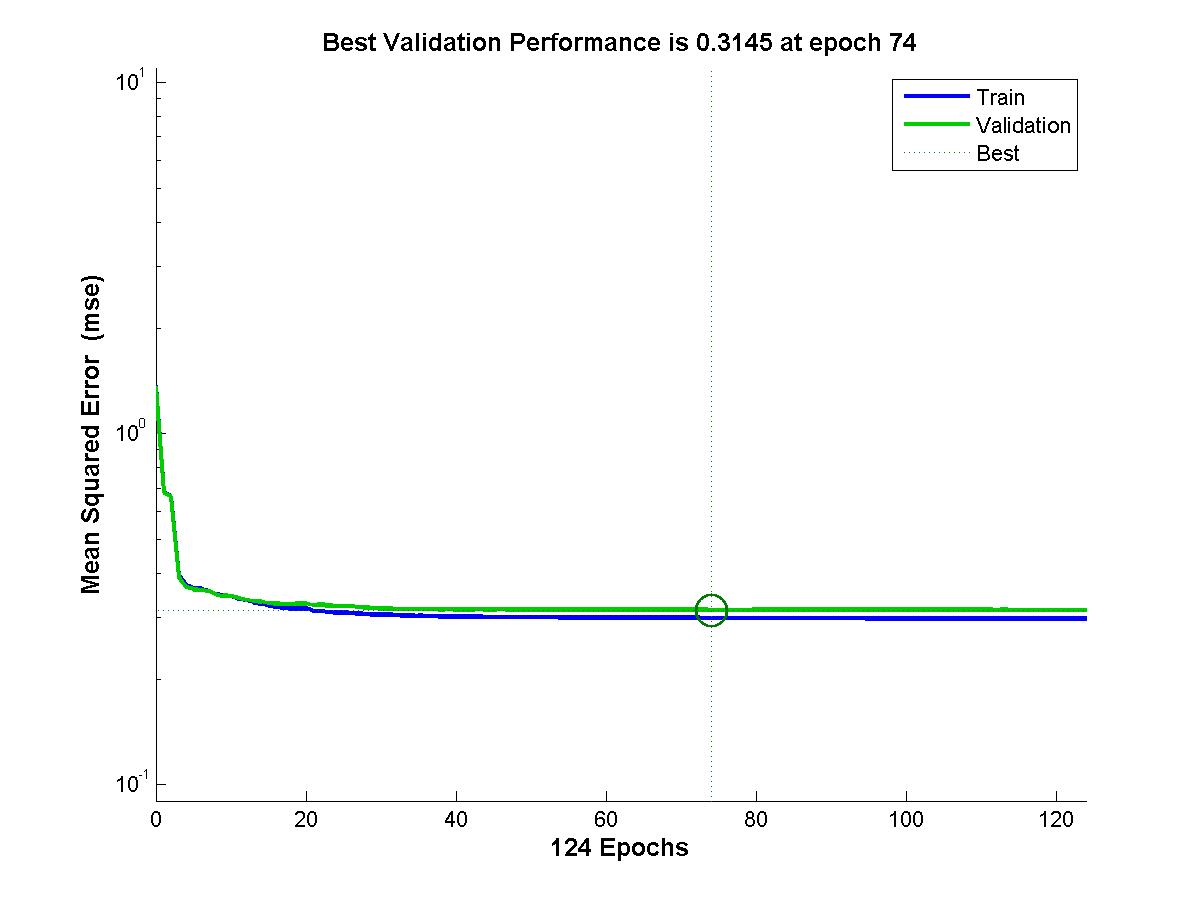 Best Validation Performance is 0.3145 at epoch 74
Train
Validation
Best
Mean Squared Error (mse)
10^1
10^0
10^-1
0 20 40 60 80 100 120
124 Epochs